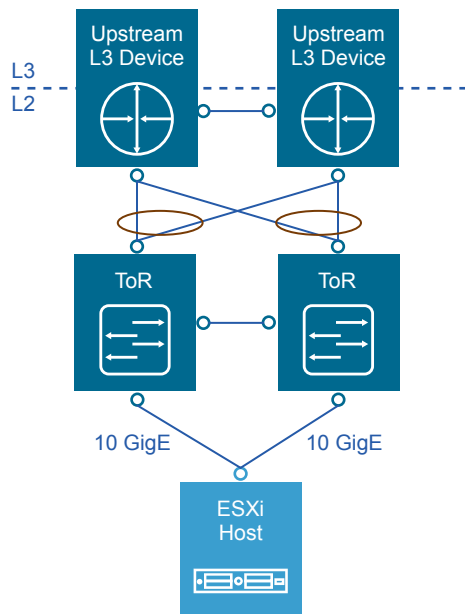 Upstream
L3 Device
Upstream
L3 Device
L3
L2
ToR
ToR
10 GigE
10 GigE
ESXi
Host